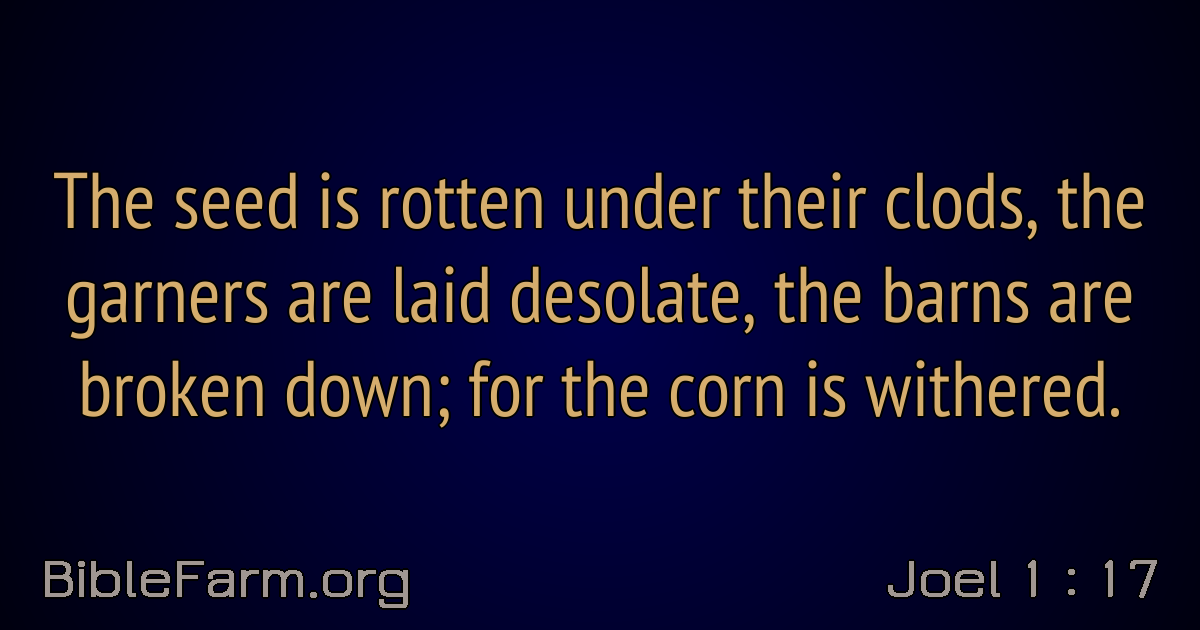 The seed is rotten under their clods, the
garners are laid desolate, the barns are
broken down; for the corn is withered.
BibleFarm.org
Joel 1 : 17